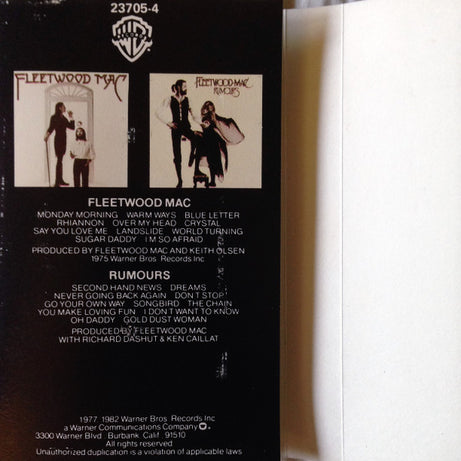 23705-4
WB
FLEETWOOD MAC
FLEETWOOD MAC
RUMOURS
FLEETWOOD MAC
MONDAY MORNING WARM WAYS BLUE LETTER
RHIANNON OVER MY HEAD CRYSTAL
SAY YOU LOVE ME LANDSLIDE WORLD TURNING
SUGAR DADDY I'M SO AFRAID
PRODUCED BY FLEETWOOD MAC AND KEITH OLSEN
1975 Warner Bros. Records Inc
RUMOURS
SECOND HAND NEWS DREAMS
NEVER GOING BACK AGAIN DON'T STOP
GO YOUR OWN WAY SONGBIRD THE CHAIN
YOU MAKE LOVING FUN I DON'T WANT TO KNOW
OH DADDY GOLD DUST WOMAN
PRODUCED BY FLEETWOOD MAC
WITH RICHARD DASHUT & KEN CAILLAT
1977, 1982 Warner Bros. Records Inc
a Warner Communications Company
3300 Warner Blvd. Burbank, Calif. 91510
All rights reserved
Unauthorized duplication is a violation of applicable laws